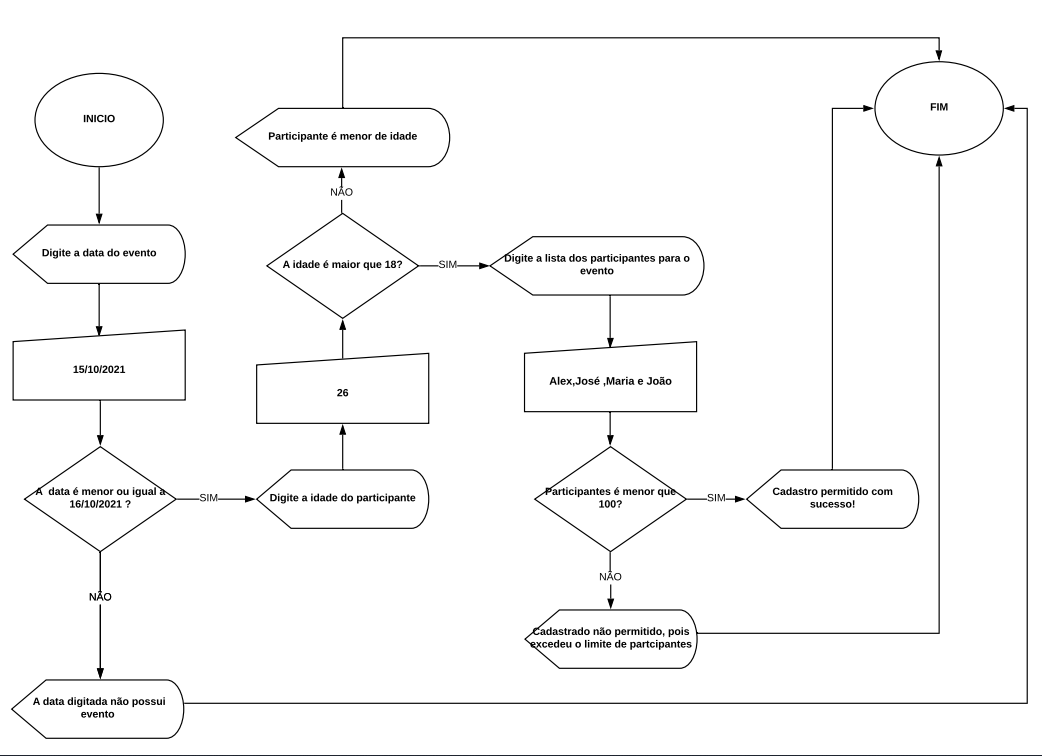 INICIO
Digite a data do evento
15/10/2021
A data é menor ou igual a
16/10/2021 ?
NÃO
A data digitada não possui
evento
SIM
Digite a idade do participante
26
A idade é maior que 18?
NÃO
Participante é menor de idade
SIM
Digite a lista dos participantes para o
evento
Alex,José ,Maria e João
Participantes é menor que
100?
NÃO
Cadastrado não permitido, pois
excedeu o limite de partcipantes
SIM
Cadastro permitido com
sucesso!
FIM